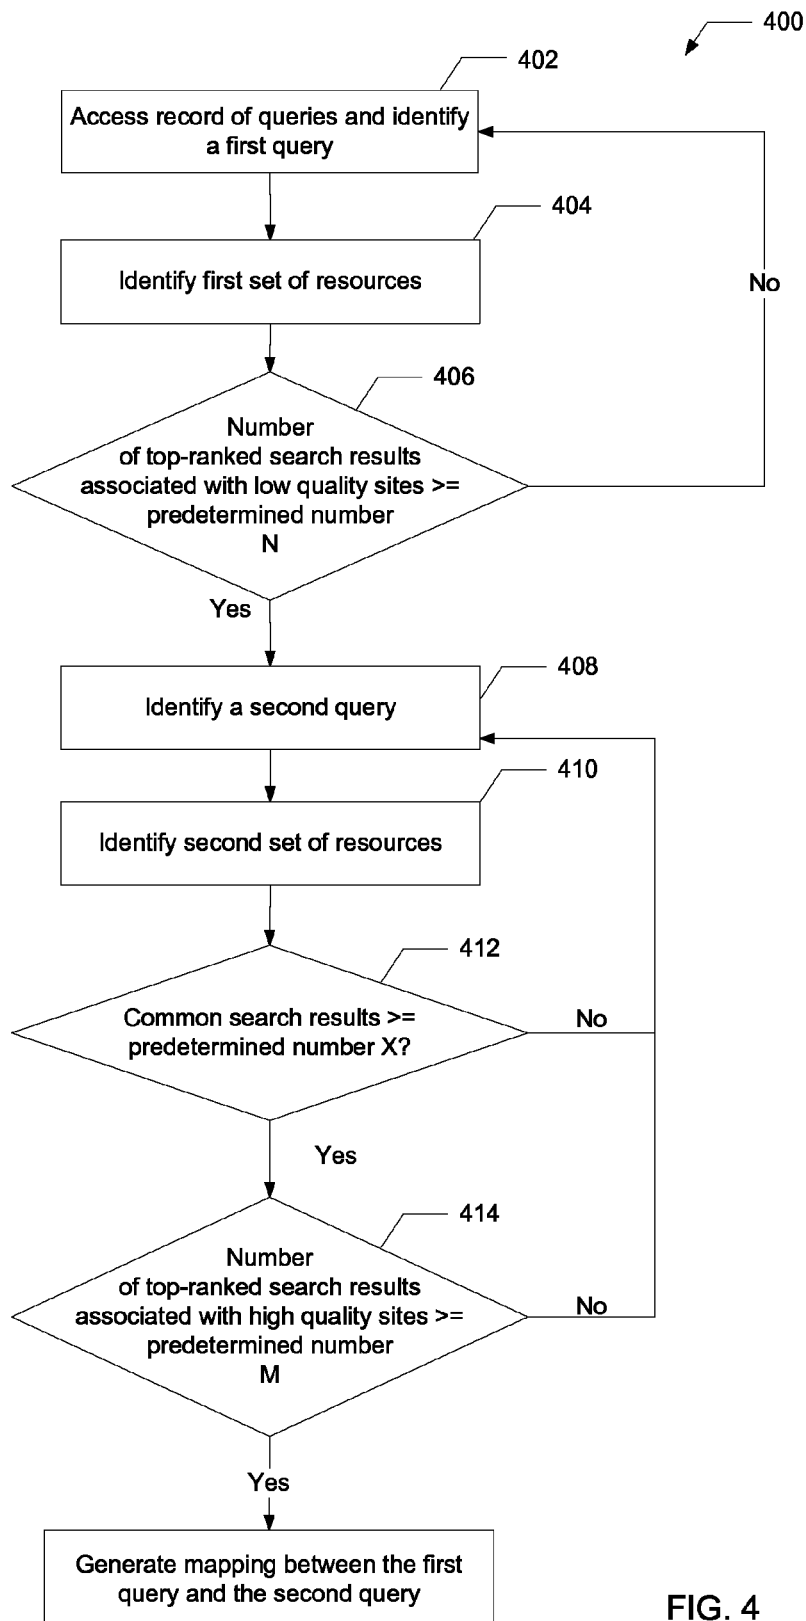 400
402
Access record of queries and identify
a first query
404
Identify first set of resources
No
406
Number
of top-ranked search results
associated with low quality sites >=
predetermined number
N
Yes
408
Identify a second query
410
Identify second set of resources
412
Common search results >=
predetermined number X?
No
Yes
414
Number
of top-ranked search results
associated with high quality sites >=
predetermined number
M
No
Yes
Generate mapping between the first
query and the second query
FIG. 4